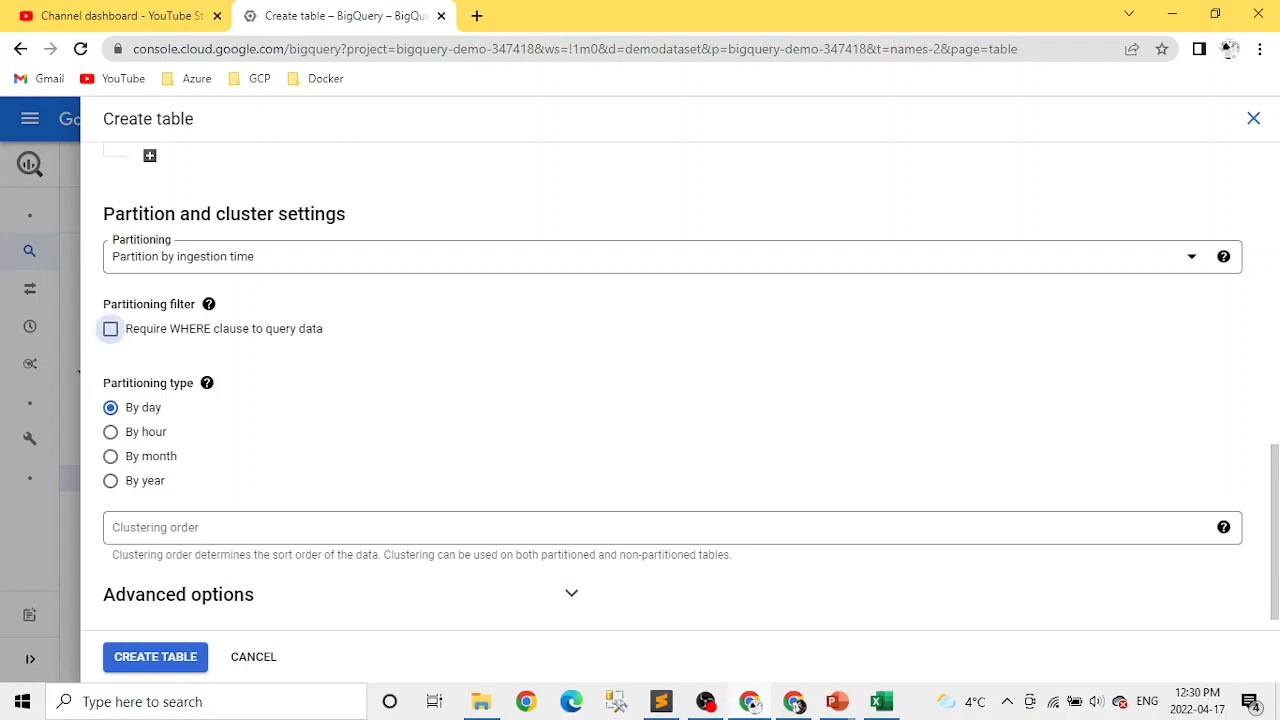 Channel dashboard - YouTube St
Create table – BigQuery – BigQu
console.cloud.google.com/bigquery?project=bigquery-demo-347418&ws=!1m0&d=demodataset&p=bigquery-demo-347418&t=names-2&page=table
Gmail
YouTube
Azure
GCP
Docker
Go
Create table
Partition and cluster settings
Partitioning
Partition by ingestion time
Partitioning filter
Require WHERE clause to query data
Partitioning type
By day
By hour
By month
By year
Clustering order
Clustering order determines the sort order of the data. Clustering can be used on both partitioned and non-partitioned tables.
Advanced options
CREATE TABLE
CANCEL
Type here to search
4°C
ENG
12:30 PM
2022-04-17
4